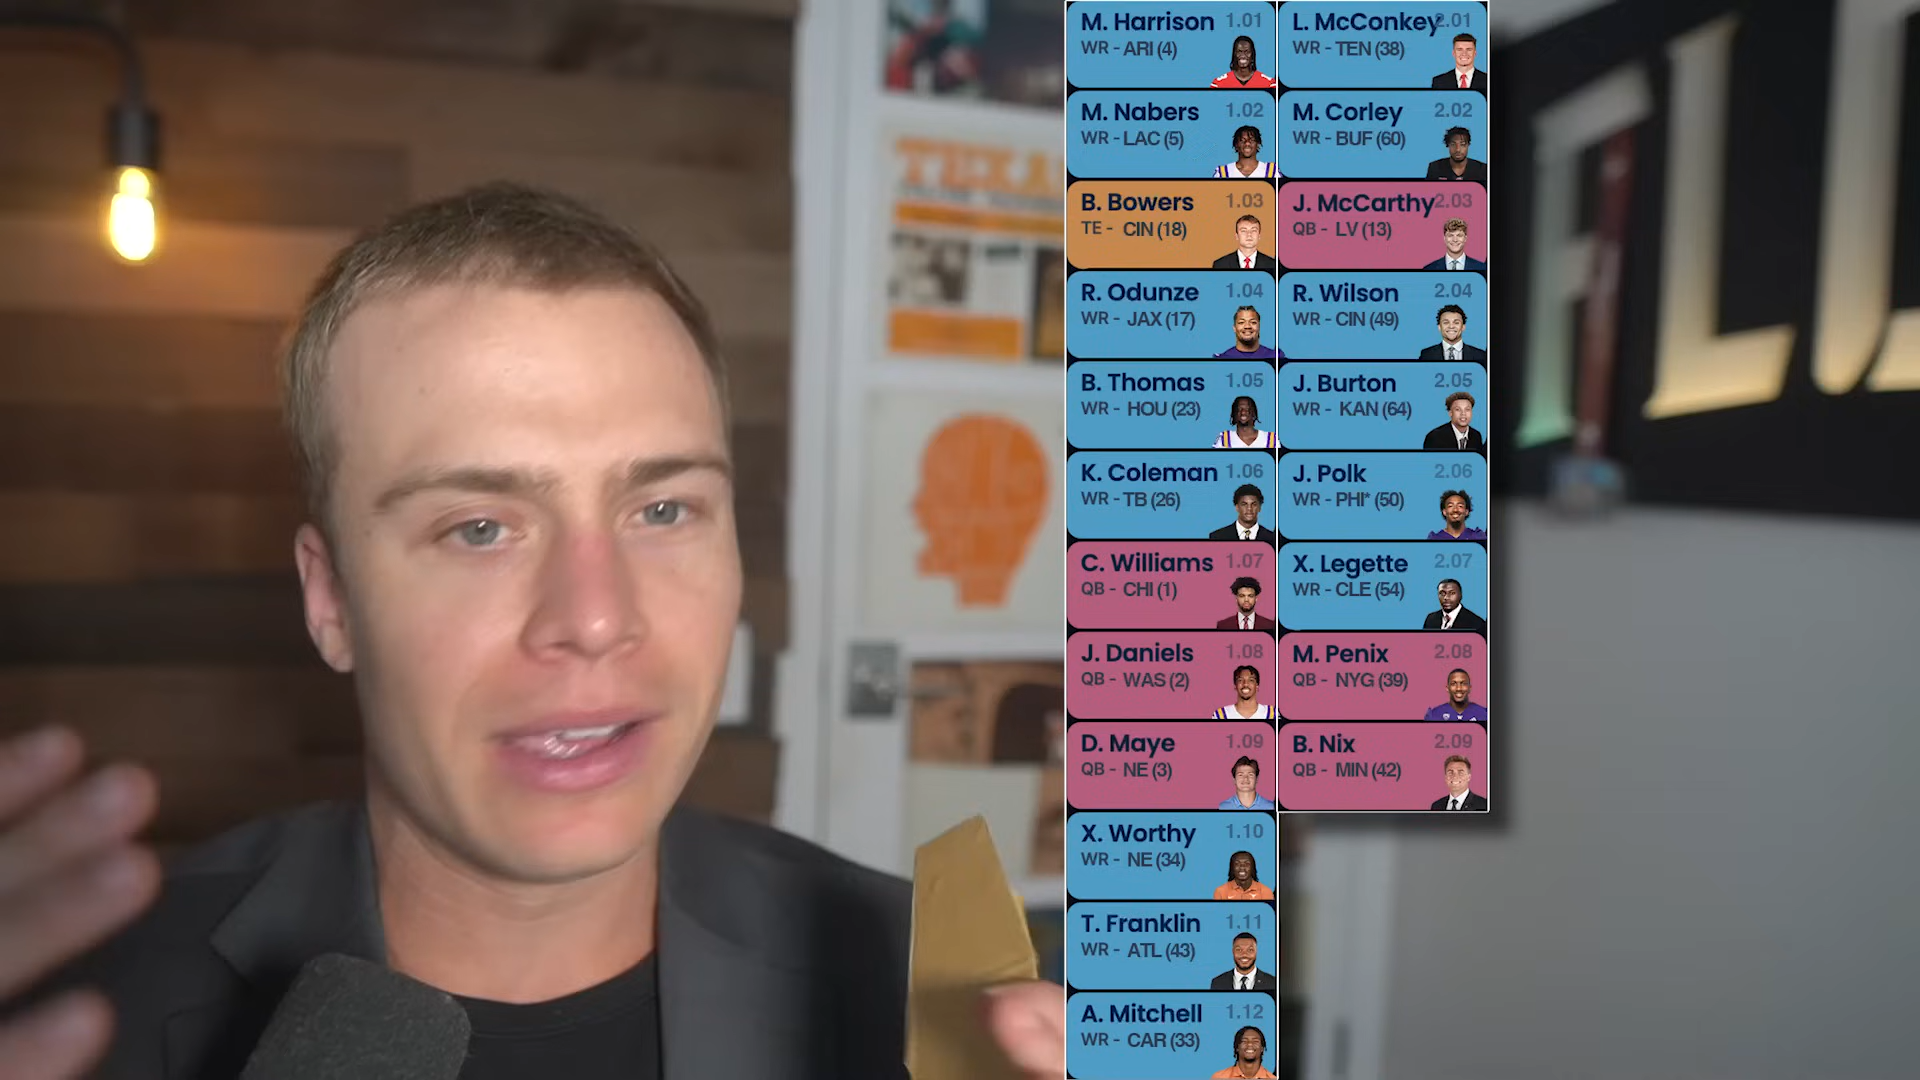 M. Harrison 1.01
WR - ARI (4)
M. Nabers 1.02
WR - LAC (5)
B. Bowers 1.03
TE - CIN (18)
R. Odunze 1.04
WR - JAX (17)
B. Thomas 1.05
WR - HOU (23)
K. Coleman 1.06
WR - TB (26)
C. Williams 1.07
QB - CHI (1)
J. Daniels 1.08
QB - WAS (2)
D. Maye 1.09
QB - NE (3)
X. Worthy 1.10
WR - NE (34)
T. Franklin 1.11
WR - ATL (43)
A. Mitchell 1.12
WR - CAR (33)
L. McConkey 2.01
WR - TEN (38)
M. Corley 2.02
WR - BUF (60)
J. McCarthy 2.03
QB - LV (13)
R. Wilson 2.04
WR - CIN (49)
J. Burton 2.05
WR - KAN (64)
J. Polk 2.06
WR - PHI* (50)
X. Legette 2.07
WR - CLE (54)
M. Penix 2.08
QB - NYG (39)
B. Nix 2.09
QB - MIN (42)